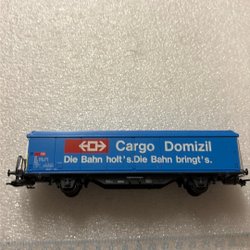 Cargo Domizil
Die Bahn holt's.Die Bahn bringt's.